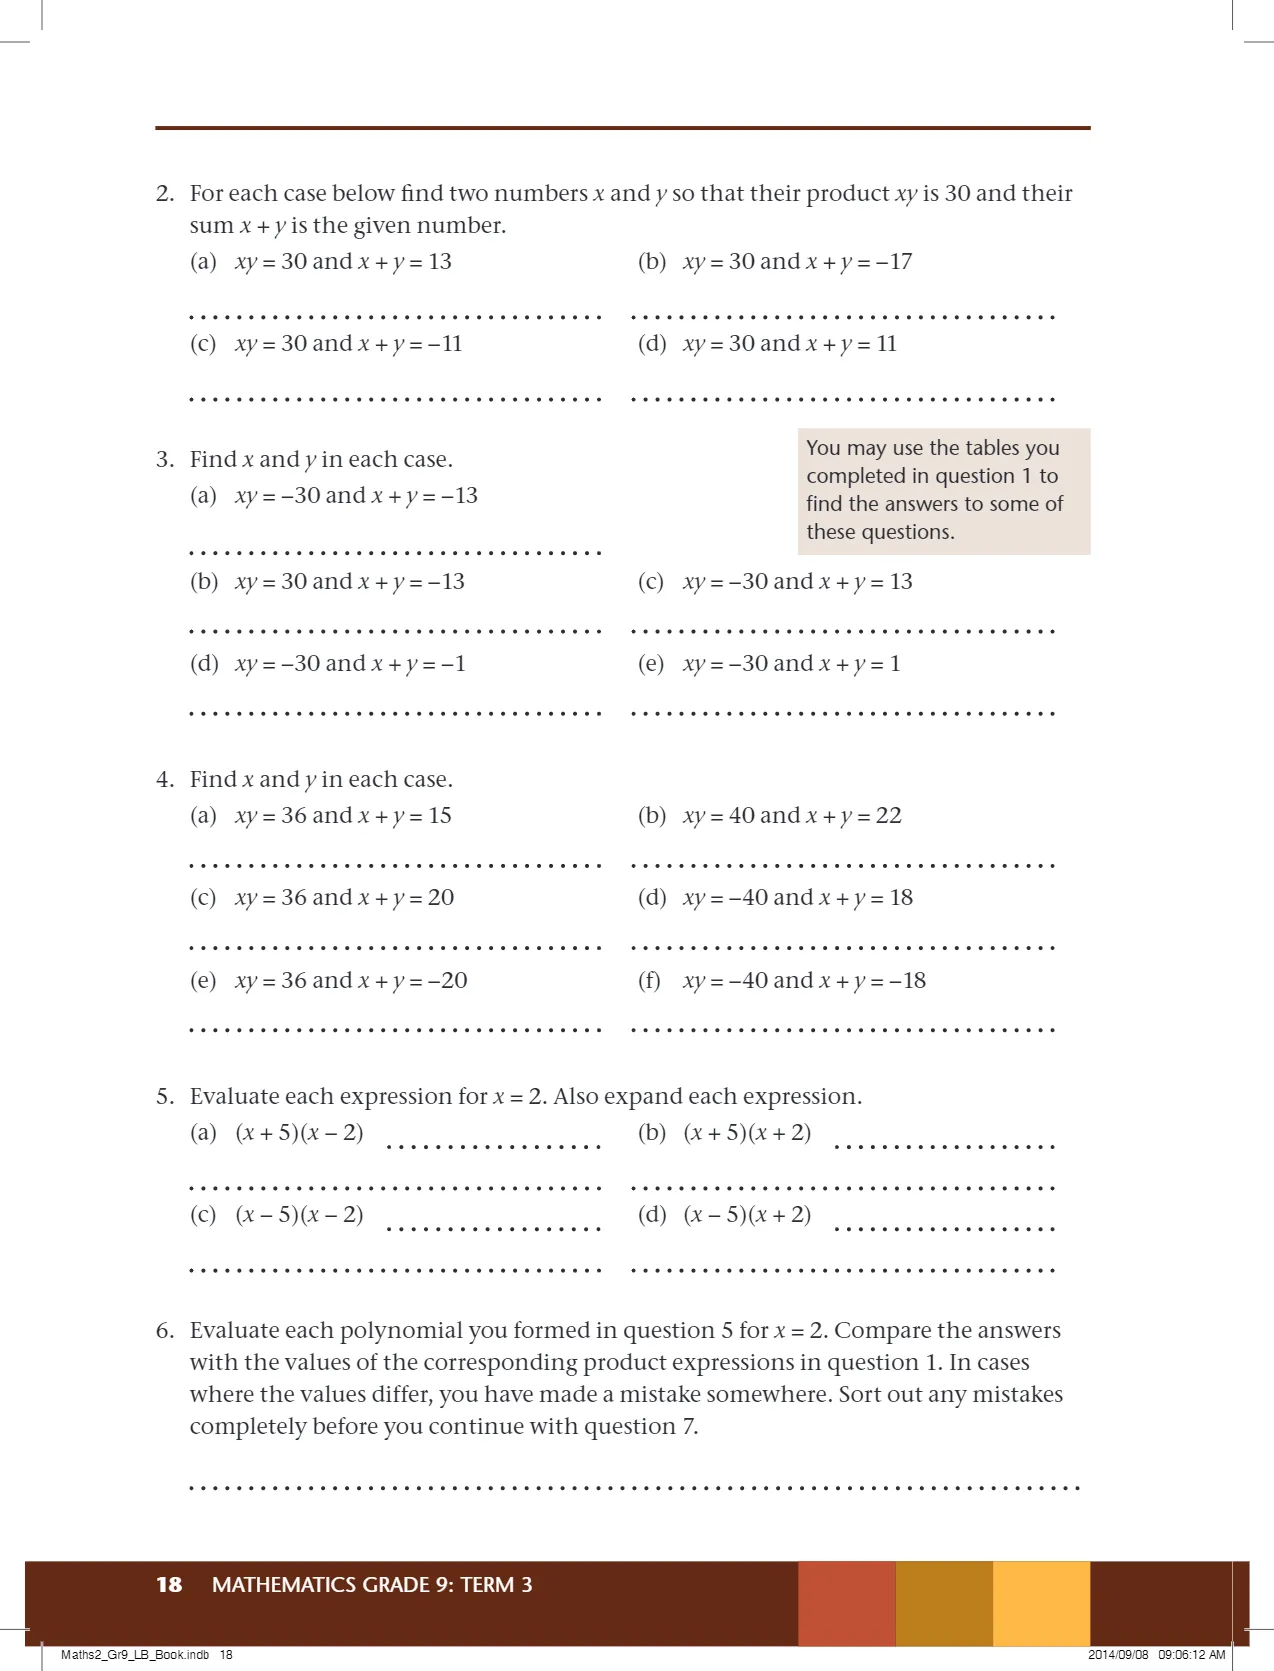 2. For each case below find two numbers x and y so that their product xy is 30 and their
sum x + y is the given number.
(a) xy = 30 and x + y = 13 (b) xy = 30 and x + y = –17
(c) xy = 30 and x + y = –11 (d) xy = 30 and x + y = 11
3. Find x and y in each case.
(a) xy = –30 and x + y = –13
You may use the tables you
completed in question 1 to
find the answers to some of
these questions.
(b) xy = 30 and x + y = –13 (c) xy = –30 and x + y = 13
(d) xy = –30 and x + y = –1 (e) xy = –30 and x + y = 1
4. Find x and y in each case.
(a) xy = 36 and x + y = 15 (b) xy = 40 and x + y = 22
(c) xy = 36 and x + y = 20 (d) xy = –40 and x + y = 18
(e) xy = 36 and x + y = –20 (f) xy = –40 and x + y = –18
5. Evaluate each expression for x = 2. Also expand each expression.
(a) (x + 5)(x – 2) (b) (x + 5)(x + 2)
(c) (x – 5)(x – 2) (d) (x – 5)(x + 2)
6. Evaluate each polynomial you formed in question 5 for x = 2. Compare the answers
with the values of the corresponding product expressions in question 1. In cases
where the values differ, you have made a mistake somewhere. Sort out any mistakes
completely before you continue with question 7.
18 MATHEMATICS GRADE 9: TERM 3
Maths2_Gr9_LB_Book.indb 18 2014/09/08 09:06:12 AM